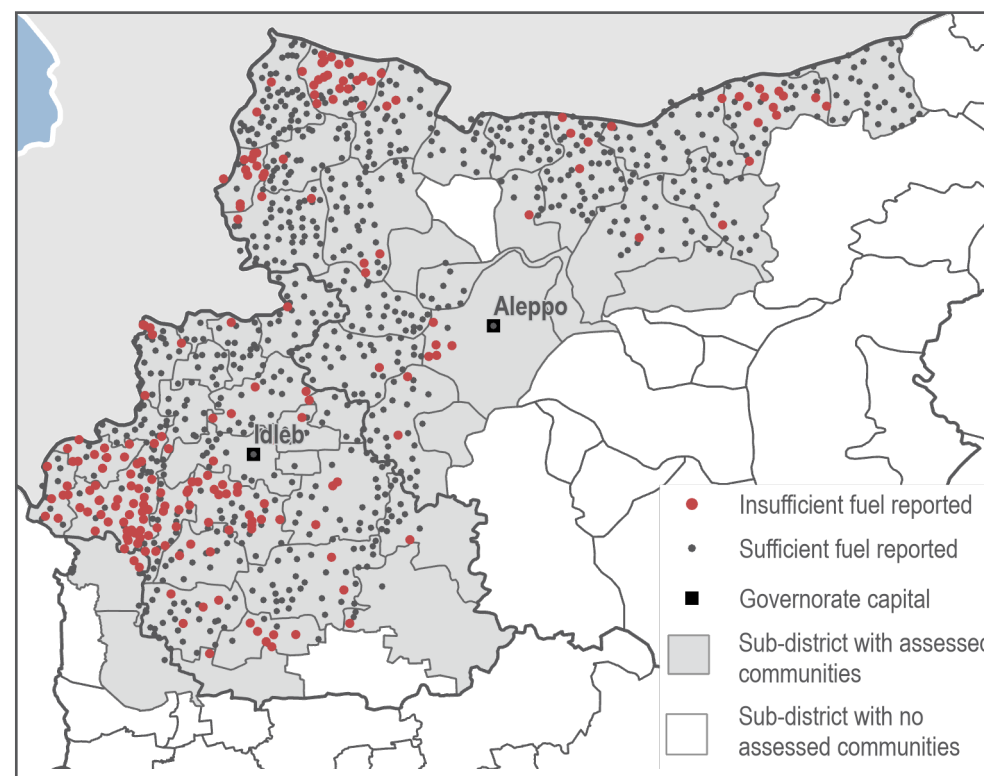 Aleppo
Idleb
Insufficient fuel reported
Sufficient fuel reported
Governorate capital
Sub-district with assessed
communities
Sub-district with no
assessed communities